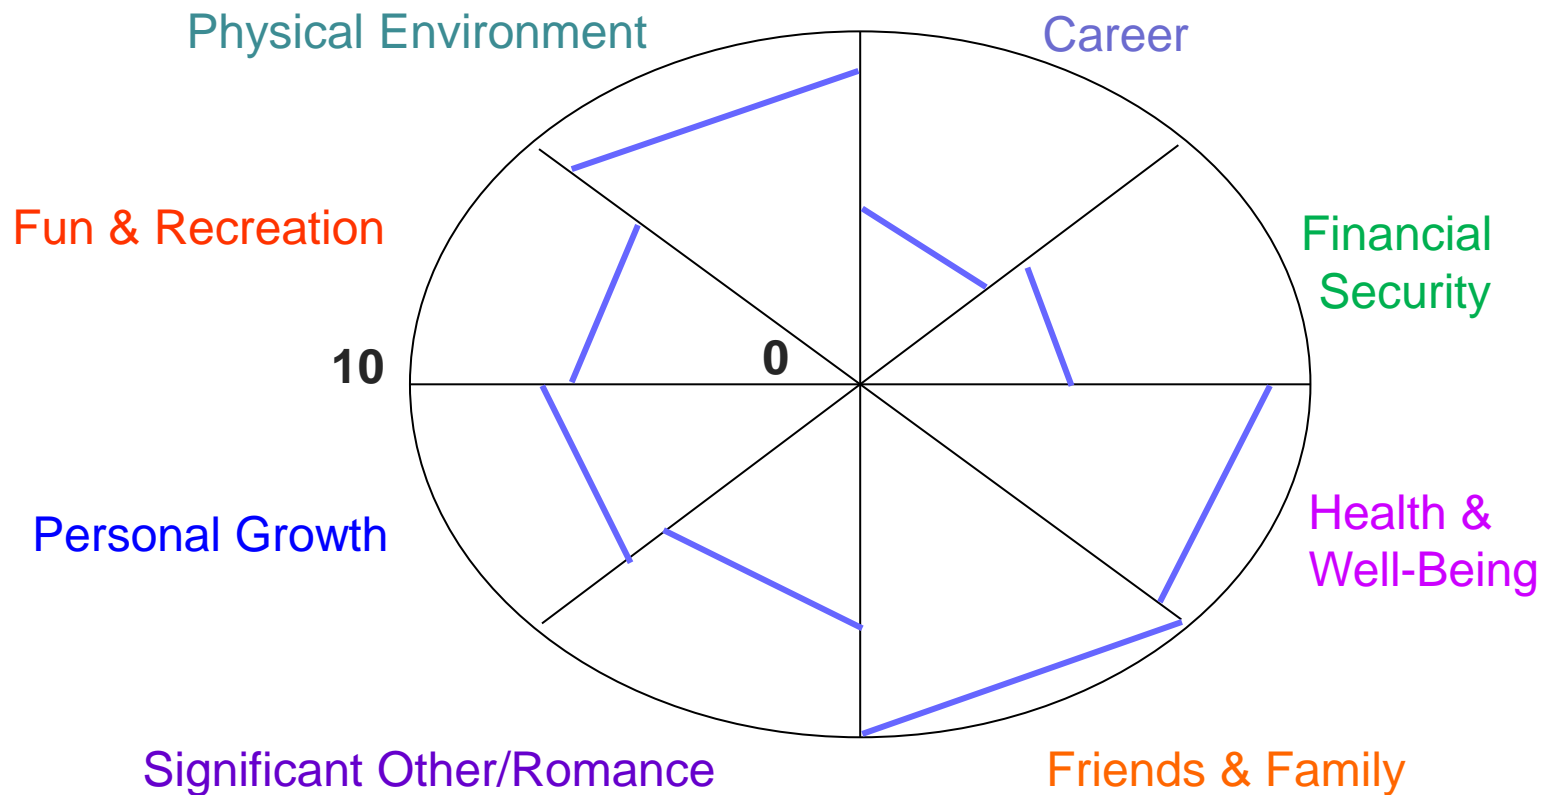 Physical Environment
Career
Fun & Recreation
Financial
Security
10
0
Personal Growth
Health &
Well-Being
Significant Other/Romance
Friends & Family